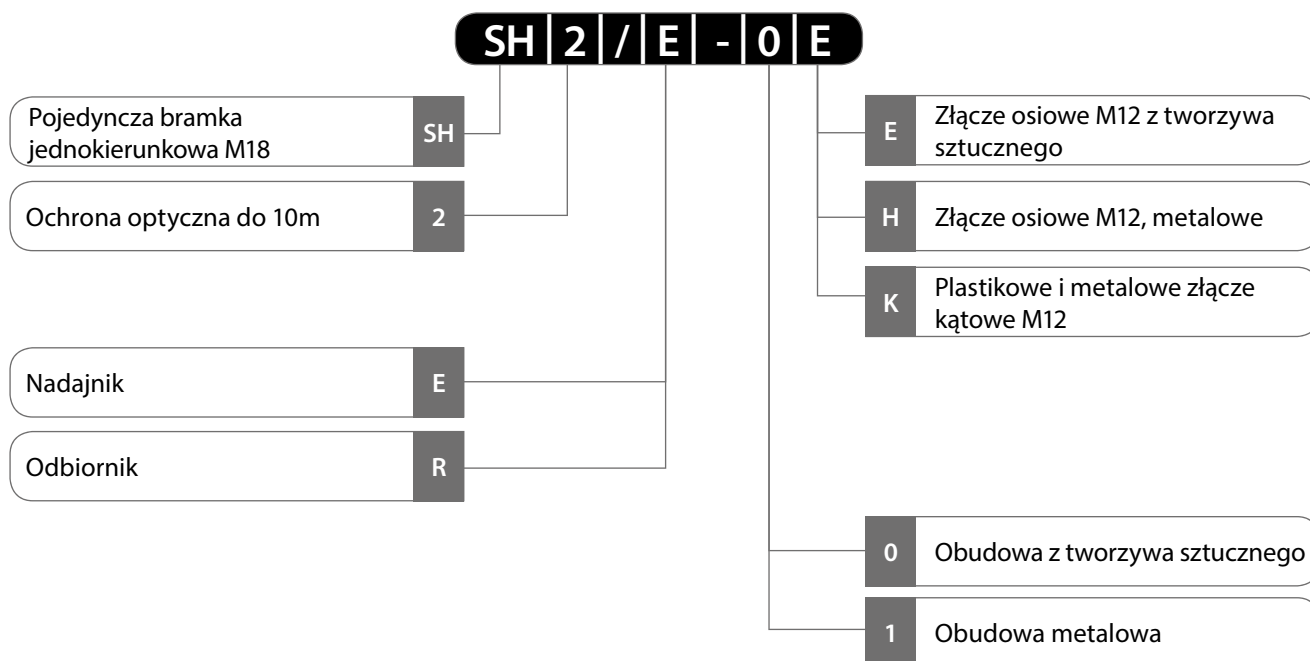 SH 2 / E - 0 E
Pojedyncza bramka
jednokierunkowa M18
SH
Ochrona optyczna do 10m
2
Nadajnik
E
Odbiornik
R
E
Złącze osiowe M12 z tworzywa
sztucznego
H
Złącze osiowe M12, metalowe
K
Plastikowe i metalowe złącze
kątowe M12
0
Obudowa z tworzywa sztucznego
1
Obudowa metalowa